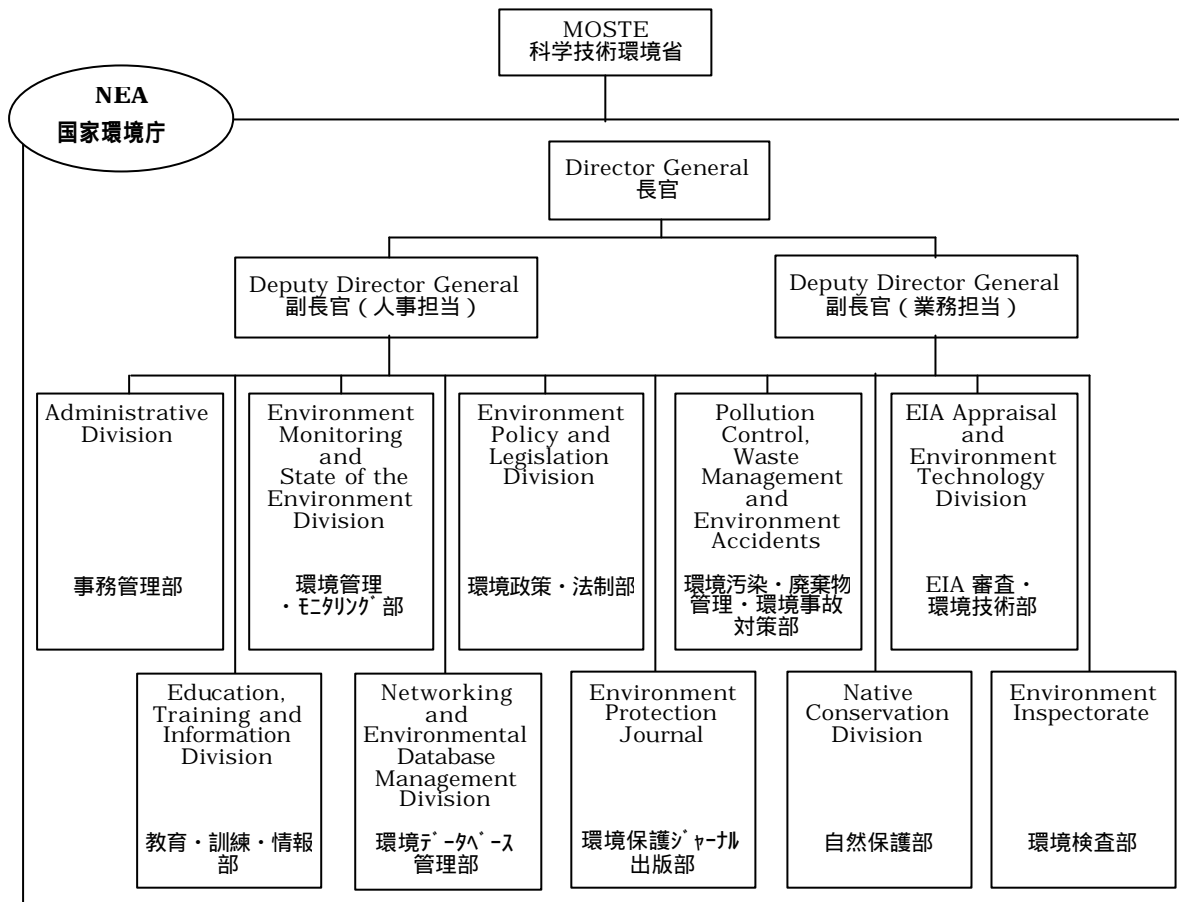 MOSTE
科学技術環境省
NEA
国家環境庁
Director General
長官
Deputy Director General
副長官(人事担当)
Deputy Director General
副長官(業務担当)
Administrative
Division
事務管理部
Environment
Monitoring
and
State of the
Environment
Division
環境管理
・ﾓﾆﾀﾘﾝｸﾞ部
Environment
Policy and
Legislation
Division
環境政策・法制部
Pollution
Control,
Waste
Management
and
Environment
Accidents
環境汚染・廃棄物
管理・環境事故
対策部
EIA Appraisal
and
Environment
Technology
Division
EIA 審査・
環境技術部
Education,
Training and
Information
Division
教育・訓練・情報
部
Networking
and
Environmental
Database
Management
Division
環境ﾃﾞｰﾀﾍﾞｰｽ
管理部
Environment
Protection
Journal
環境保護ｼﾞｬｰﾅﾙ
出版部
Native
Conservation
Division
自然保護部
Environment
Inspectorate
環境検査部